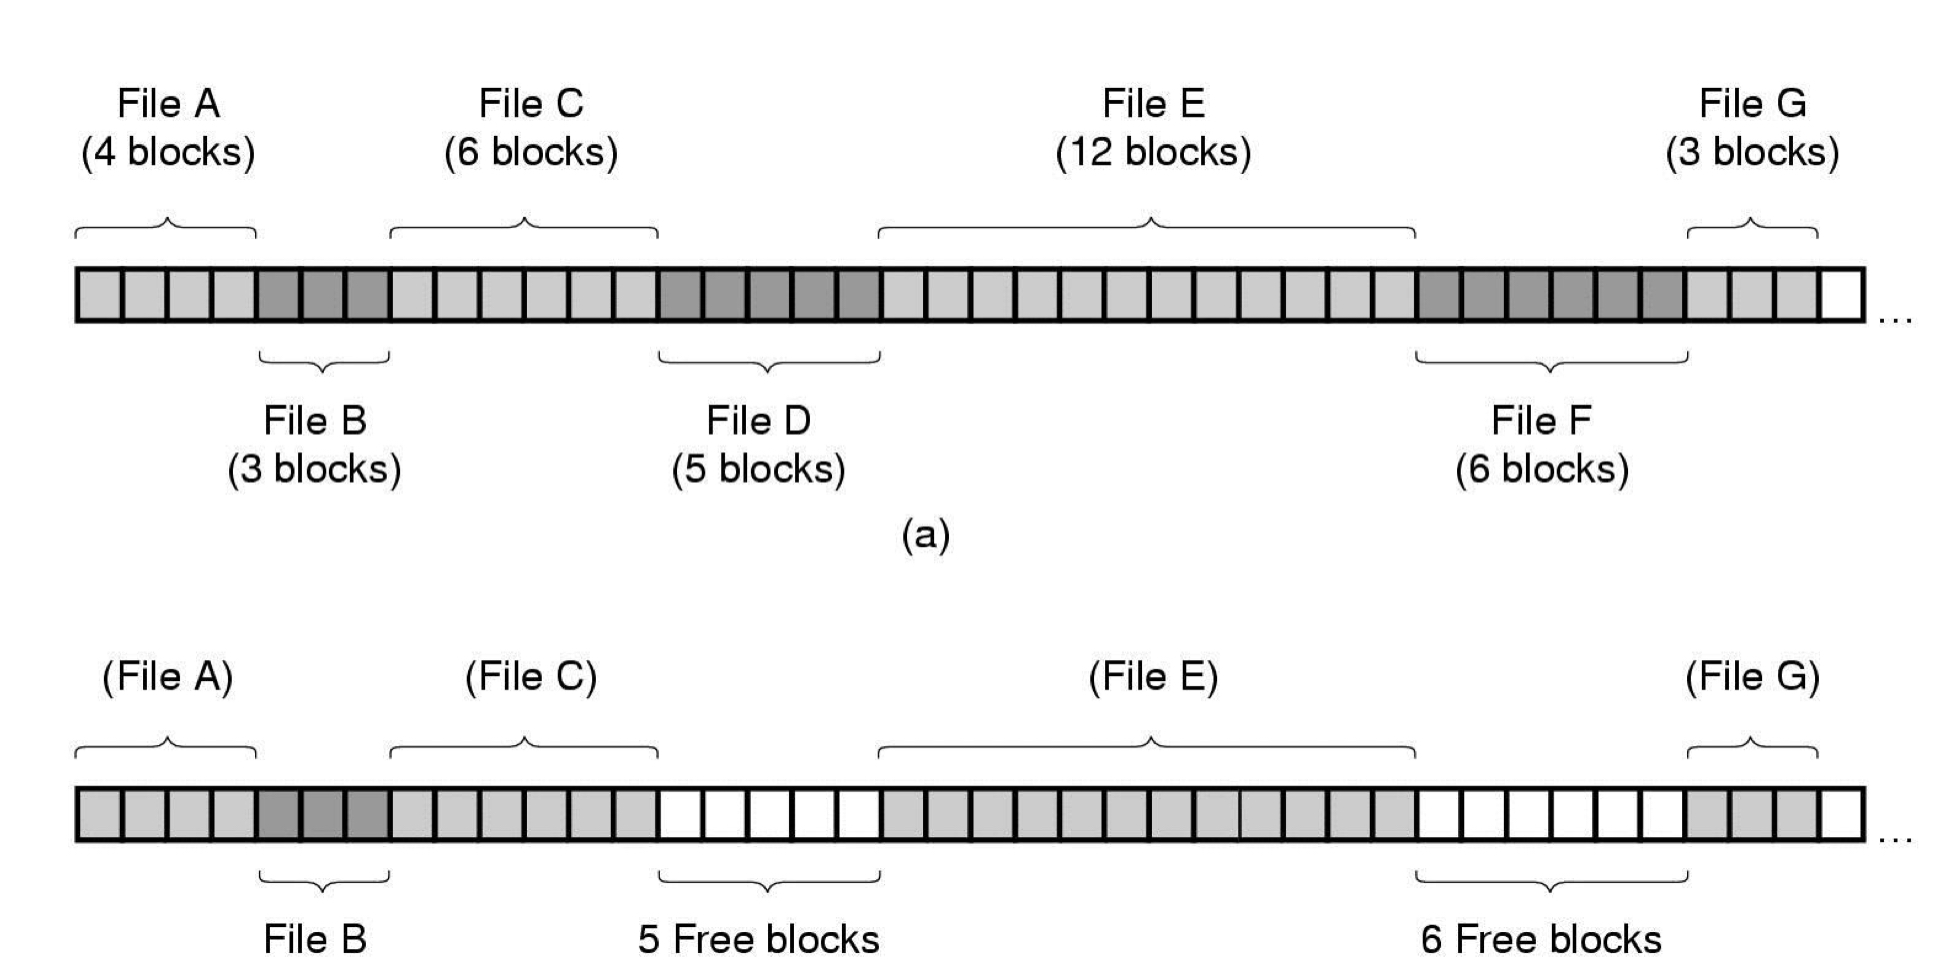 File A
(4 blocks)
File C
(6 blocks)
File E
(12 blocks)
File G
(3 blocks)
...
File B
(3 blocks)
File D
(5 blocks)
File F
(6 blocks)
(a)
(File A)
(File C)
(File E)
(File G)
...
File B
5 Free blocks
6 Free blocks